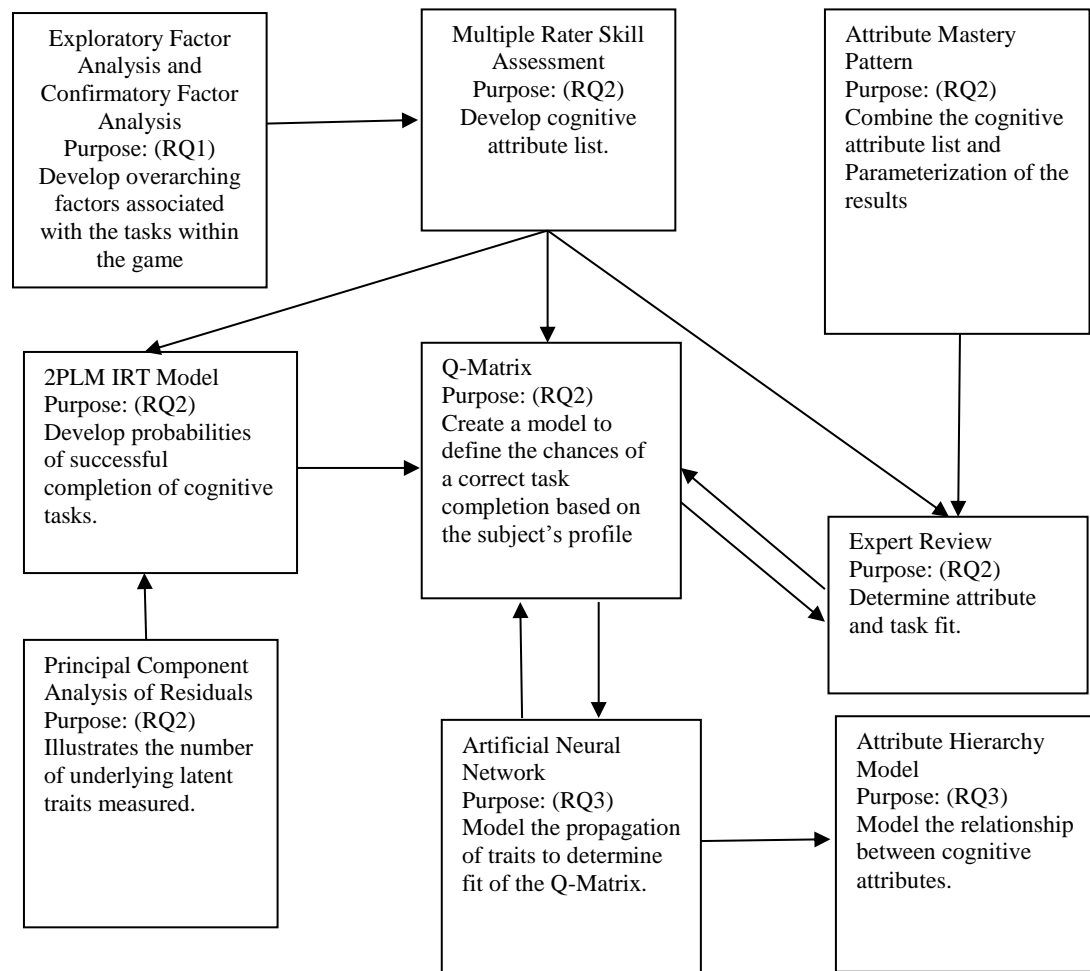 Exploratory Factor
Analysis and
Confirmatory Factor
Analysis
Purpose: (RQ1)
Develop overarching
factors associated
with the tasks within
the game
Multiple Rater Skill
Assessment
Purpose: (RQ2)
Develop cognitive
attribute list.
Attribute Mastery
Pattern
Purpose: (RQ2)
Combine the cognitive
attribute list and
Parameterization of the
results
2PLM IRT Model
Purpose: (RQ2)
Develop probabilities
of successful
completion of cognitive
tasks.
Q-Matrix
Purpose: (RQ2)
Create a model to
define the chances of
a correct task
completion based on
the subject’s profile
Expert Review
Purpose: (RQ2)
Determine attribute
and task fit.
Principal Component
Analysis of Residuals
Purpose: (RQ2)
Illustrates the number
of underlying latent
traits measured.
Artificial Neural
Network
Purpose: (RQ3)
Model the propagation
of traits to determine
fit of the Q-Matrix.
Attribute Hierarchy
Model
Purpose: (RQ3)
Model the relationship
between cognitive
attributes.